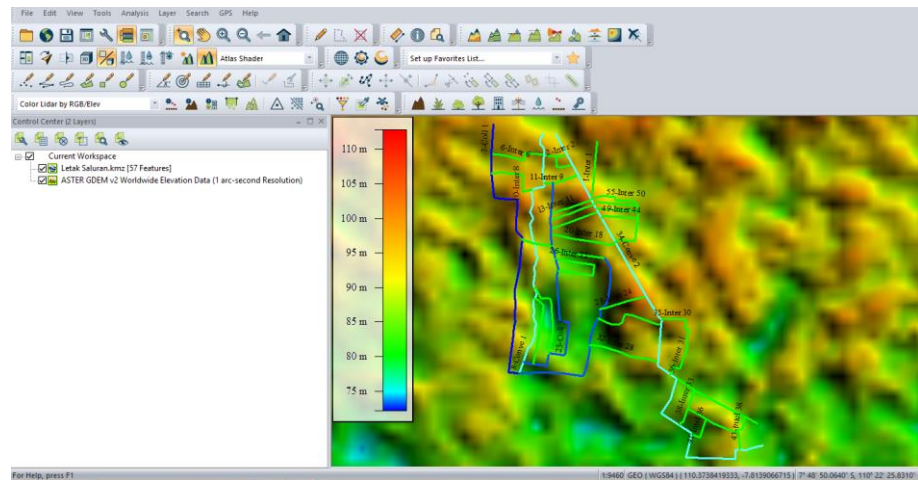 File Edit View Tools Analysis Layer Search GPS Help
Atlas Shader
Set up Favorites List...
Color Lidar by RGB/Elev
Control Center (2 Layers)
Current Workspace
Letak Saluran.kmz [57 Features]
ASTER GDEM v2 Worldwide Elevation Data (1 arc-second Resolution)
110 m
105 m
100 m
95 m
90 m
85 m
80 m
75 m
11-Inter 9
55-Inter 50
49-Inter 44
20-Inter 18
35-Inter 30
For Help, press F1
1:9460 GEO ( WGS84 ) ( 110.3738419333, -7.8139066715 ) 7° 48' 50.0640" S, 110° 22' 25.8310"